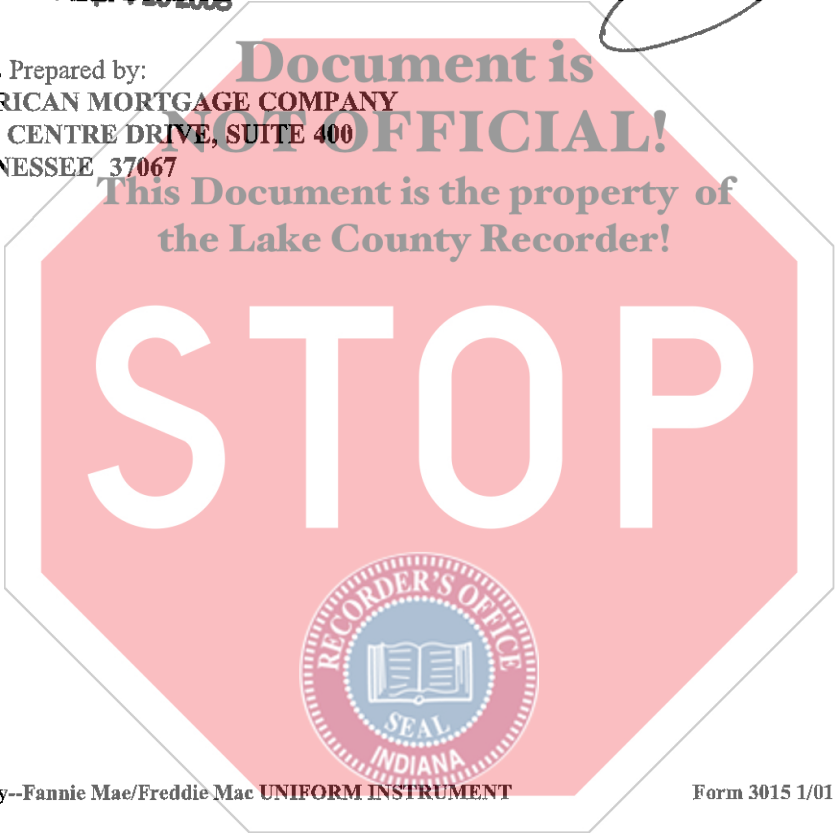 Prepared by:
RICAN MORTGAGE COMPANY
CENTRE DRIVE, SUITE 400
NESSEE 37067
Document is
NOT OFFICIAL!
This Document is the property of
the Lake County Recorder!
STOP
RECORDER'S OFFICE
SEAL
INDIANA
y--Fannie Mae/Freddie Mac UNIFORM INSTRUMENT
Form 3015 1/01